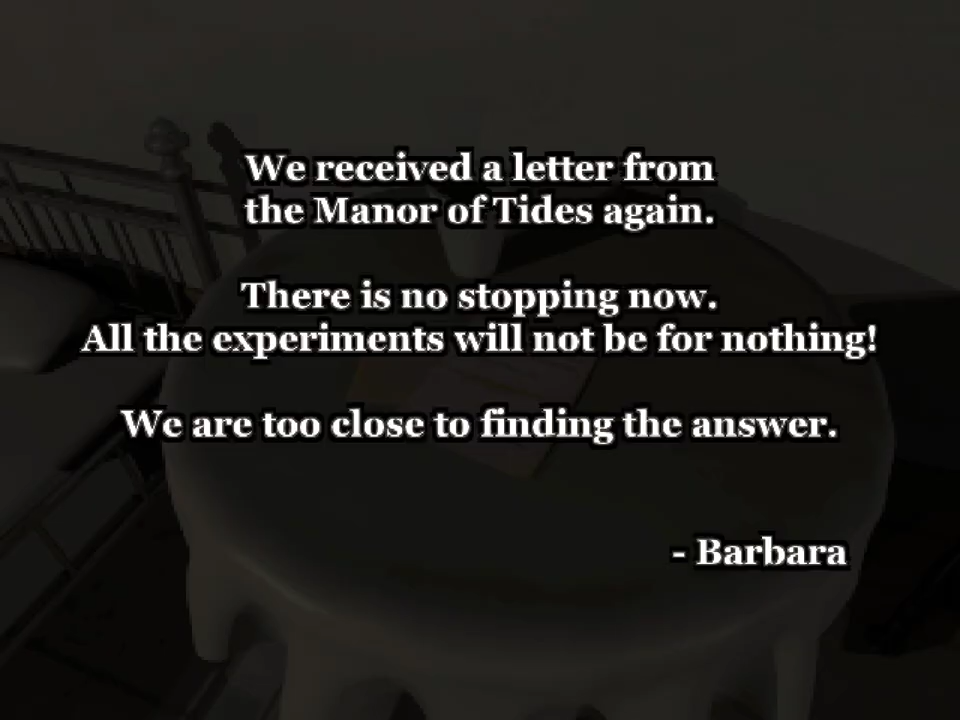 We received a letter from
the Manor of Tides again.
There is no stopping now.
All the experiments will not be for nothing!
We are too close to finding the answer.
- Barbara